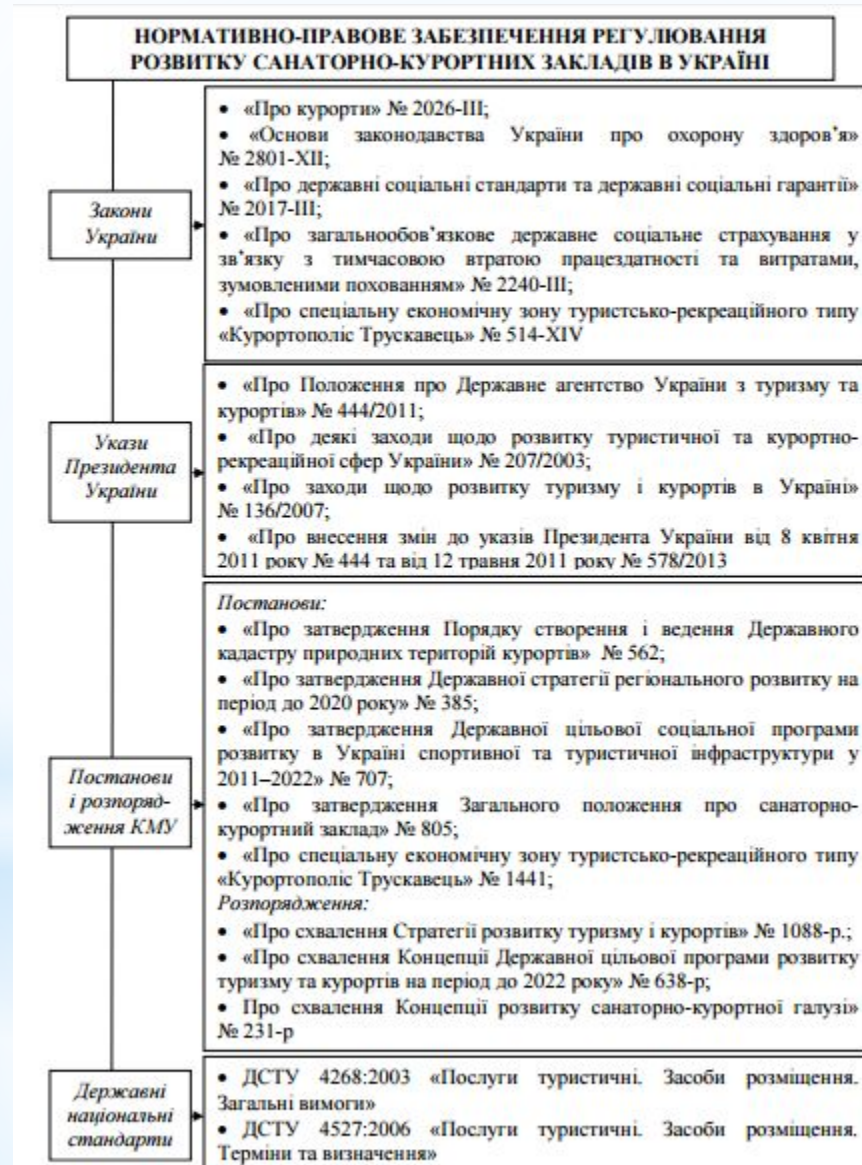 НОРМАТИВНО-ПРАВОВЕ ЗАБЕЗПЕЧЕННЯ РЕГУЛЮВАННЯ
РОЗВИТКУ САНАТОРНО-КУРОРТНИХ ЗАКЛАДІВ В УКРАЇНІ
Закони
України
• «Про курорти» № 2026-III;
• «Основи законодавства України про охорону здоров’я»
№ 2801-XII;
• «Про державні соціальні стандарти та державні соціальні гарантії»
№ 2017-III;
• «Про загальнообов’язкове державне соціальне страхування у
зв’язку з тимчасовою втратою працездатності та витратами,
зумовленими похованням» № 2240-III;
• «Про спеціальну економічну зону туристсько-рекреаційного типу
«Курортополіс Трускавець» № 514-XIV
Укази
Президента
України
• «Про Положення про Державне агентство України з туризму та
курортів» № 444/2011;
• «Про деякі заходи щодо розвитку туристичної та курортно-
рекреаційної сфер України» № 207/2003;
• «Про заходи щодо розвитку туризму і курортів в Україні»
№ 136/2007;
• «Про внесення змін до указів Президента України від 8 квітня
2011 року № 444 та від 12 травня 2011 року № 578/2013
Постанови
і розпоряд-
ження КМУ
Постанови:
• «Про затвердження Порядку створення і ведення Державного
кадастру природних територій курортів» № 562;
• «Про затвердження Державної стратегії регіонального розвитку на
період до 2020 року» № 385;
• «Про затвердження Державної цільової соціальної програми
розвитку в Україні спортивної та туристичної інфраструктури у
2011–2022» № 707;
• «Про затвердження Загального положення про санаторно-
курортний заклад» № 805;
• «Про спеціальну економічну зону туристсько-рекреаційного типу
«Курортополіс Трускавець» № 1441;
Розпорядження:
• «Про схвалення Стратегії розвитку туризму і курортів» № 1088-р.;
• «Про схвалення Концепції Державної цільової програми розвитку
туризму та курортів на період до 2022 року» № 638-р;
• Про схвалення Концепції розвитку санаторно-курортної галузі»
№ 231-р
Державні
національні
стандарти
• ДСТУ 4268:2003 «Послуги туристичні. Засоби розміщення.
Загальні вимоги»
• ДСТУ 4527:2006 «Послуги туристичні. Засоби розміщення.
Терміни та визначення»